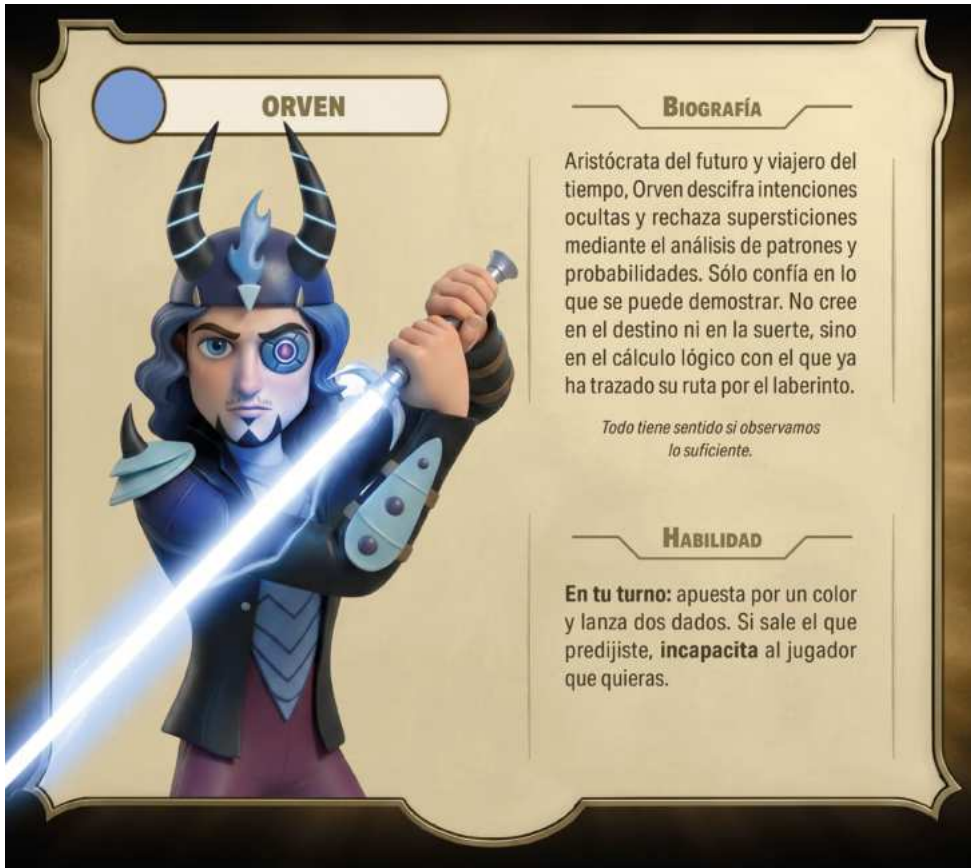 ORVEN
BIOGRAFÍA
Aristócrata del futuro y viajero del
tiempo, Orven descifra intenciones
ocultas y rechaza supersticiones
mediante el análisis de patrones y
probabilidades. Sólo confía en lo
que se puede demostrar. No cree
en el destino ni en la suerte, sino
en el cálculo lógico con el que ya
ha trazado su ruta por el laberinto.
Todo tiene sentido si observamos
lo suficiente.
HABILIDAD
En tu turno: apuesta por un color
y lanza dos dados. Si sale el que
predijiste, incapacita al jugador
que quieras.